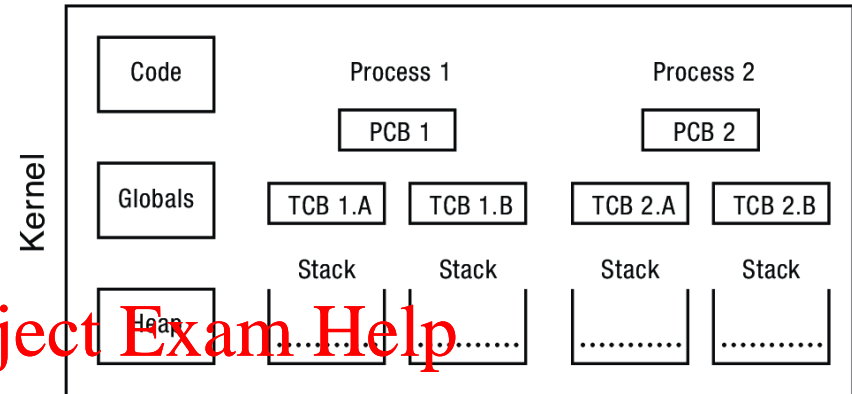 Code
Process 1
Process 2
PCB 1
PCB 2
Kernel
Globals
TCB 1.A
TCB 1.B
TCB 2.A
TCB 2.B
Stack
Stack
Stack
Stack
Heap
ject Exam Help